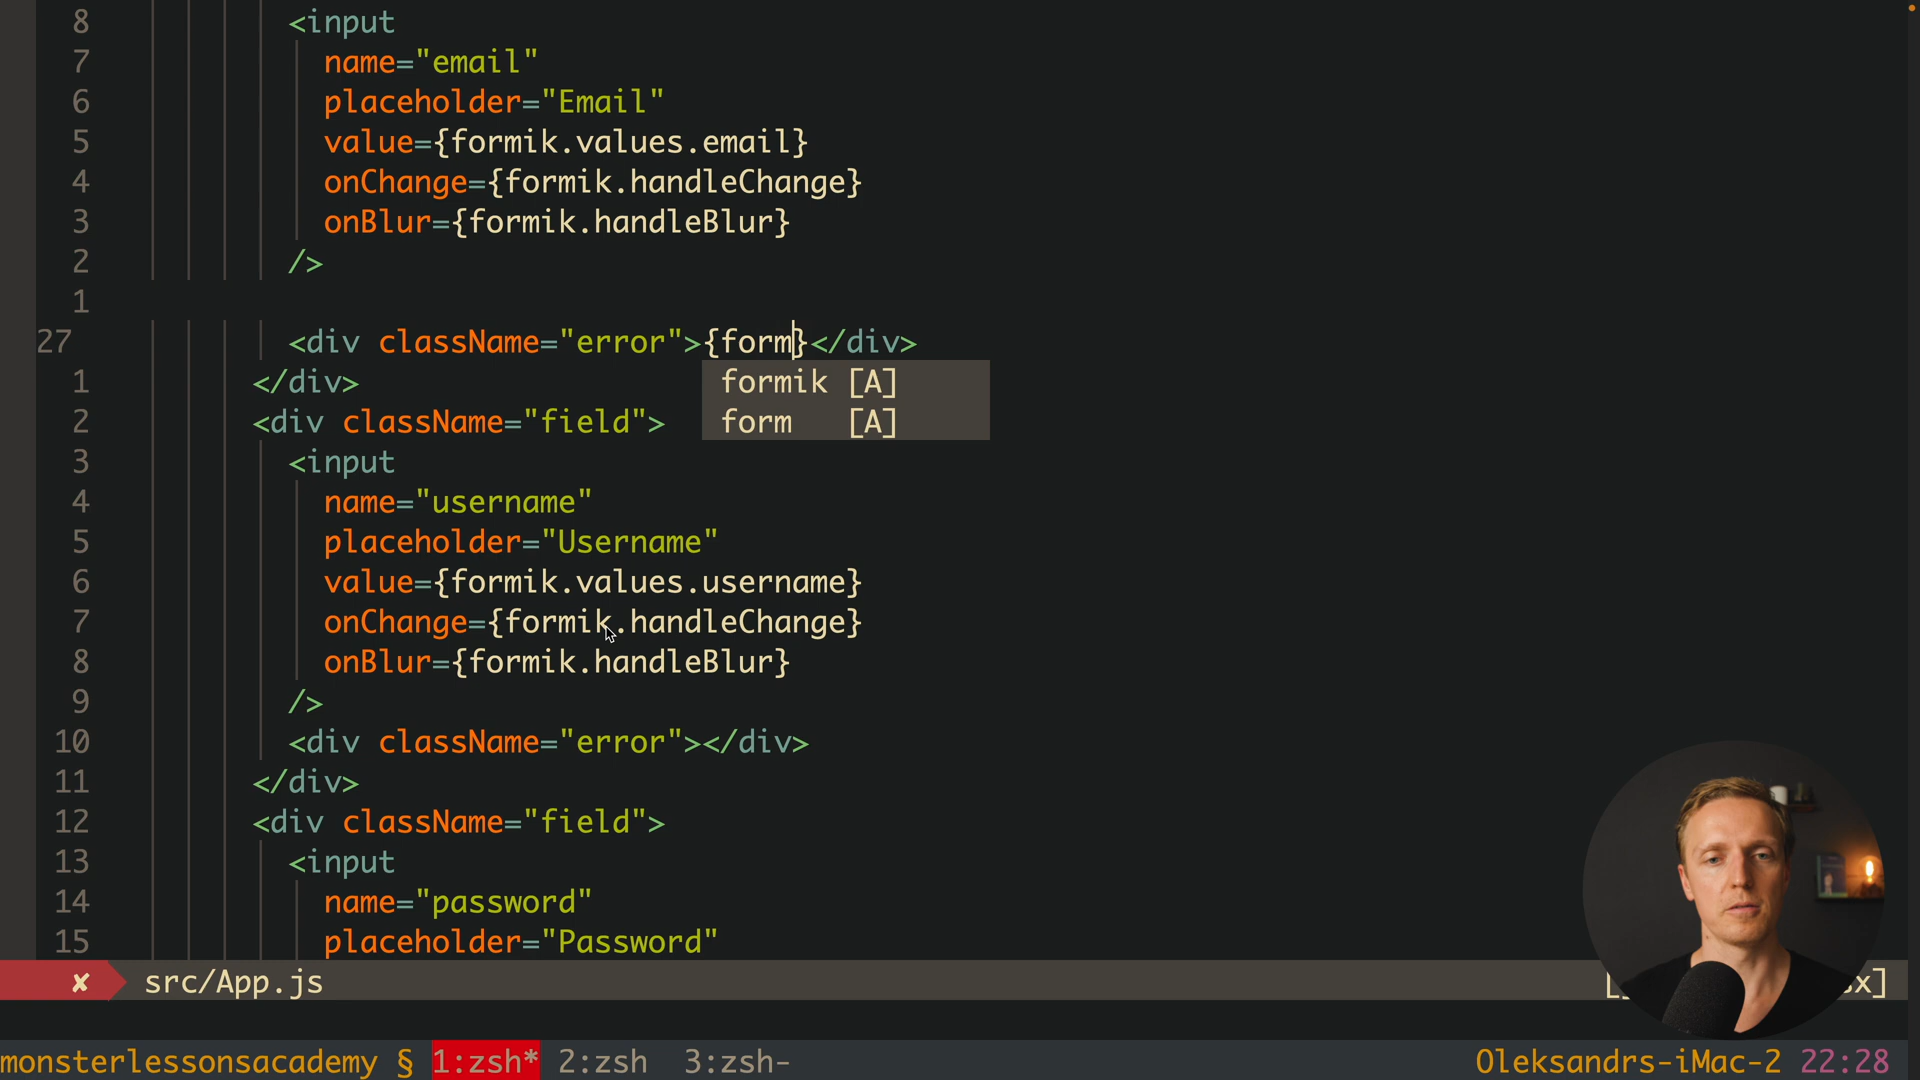 8 <input
7 name="email"
6 placeholder="Email"
5 value={formik.values.email}
4 onChange={formik.handleChange}
3 onBlur={formik.handleBlur}
2 />
1
27 <div className="error">{form}</div>
1 </div>
formik [A]
2 <div className="field">
form [A]
3 <input
4 name="username"
5 placeholder="Username"
6 value={formik.values.username}
7 onChange={formik.handleChange}
8 onBlur={formik.handleBlur}
9 />
10 <div className="error"></div>
11 </div>
12 <div className="field">
13 <input
14 name="password"
15 placeholder="Password"
✘ src/App.js
monsterlessonsacademy § 1:zsh* 2:zsh 3:zsh- Oleksandrs-iMac-2 22:28